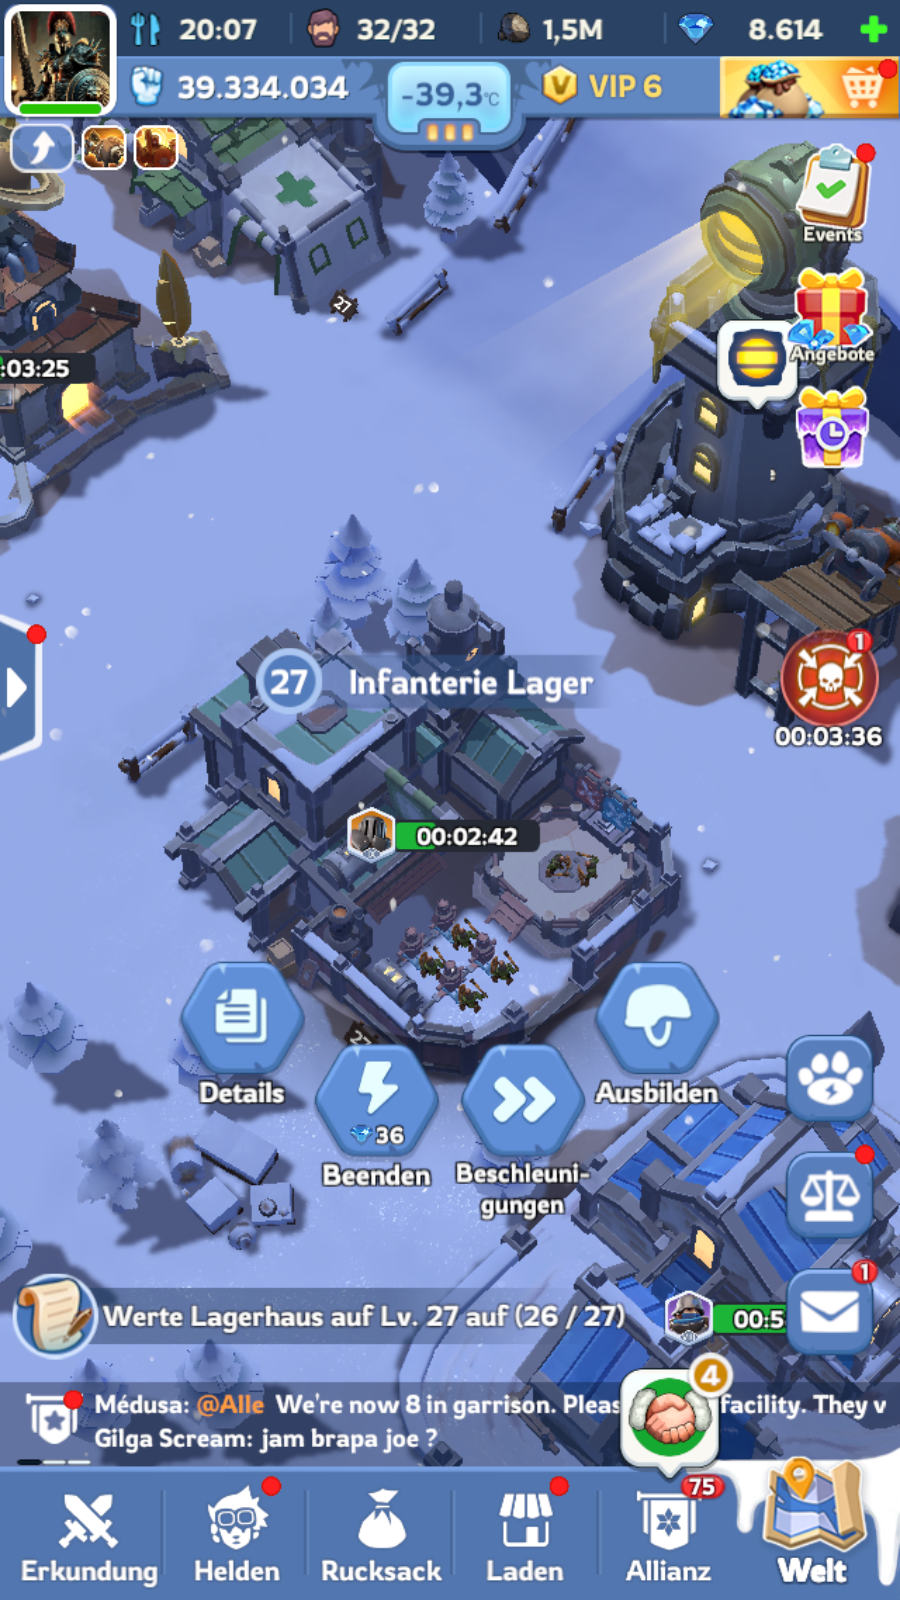 20:07
32/32
1,5M
8.614
39.334.034
-39,3°C
VIP 6
Events
27
Angebote
:03:25
27 Infanterie Lager
1
00:03:36
00:02:42
Details
Ausbilden
36
Beenden
Beschleuni-
gungen
Werte Lagerhaus auf Lv. 27 auf (26 / 27)
1
00:5
4
Médusa: @Alle We're now 8 in garrison. Pleas facility. They v
Gilga Scream: jam brapa joe ?
75
Erkundung
Helden
Rucksack
Laden
Allianz
Welt